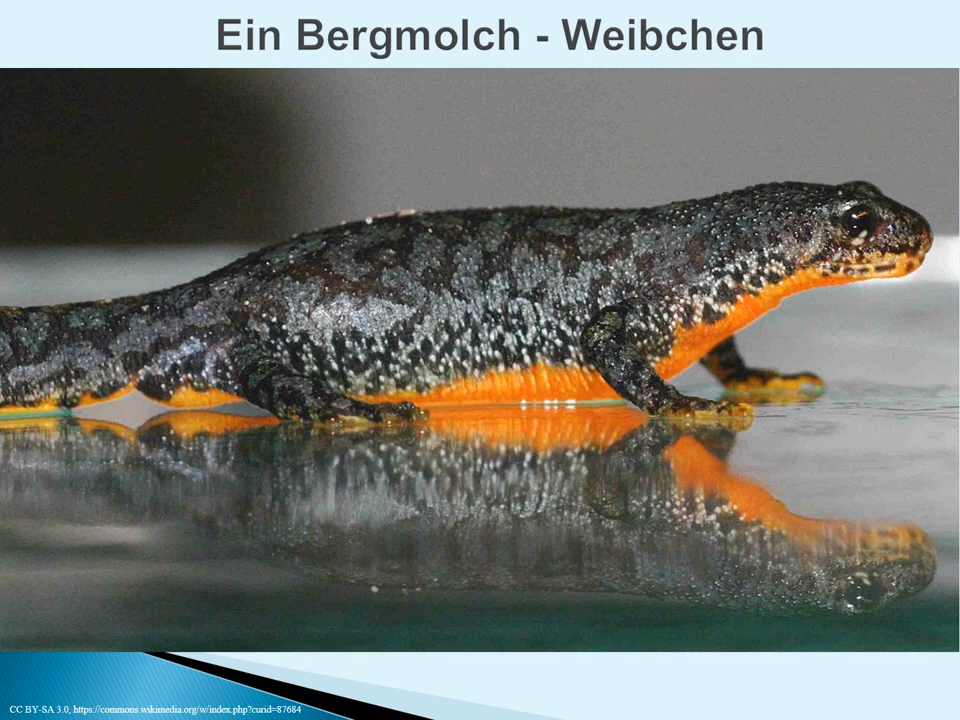 Ein Bergmolch - Weibchen
CC BY-SA 3.0, https://commons.wikimedia.org/w/index.php?curid=87684